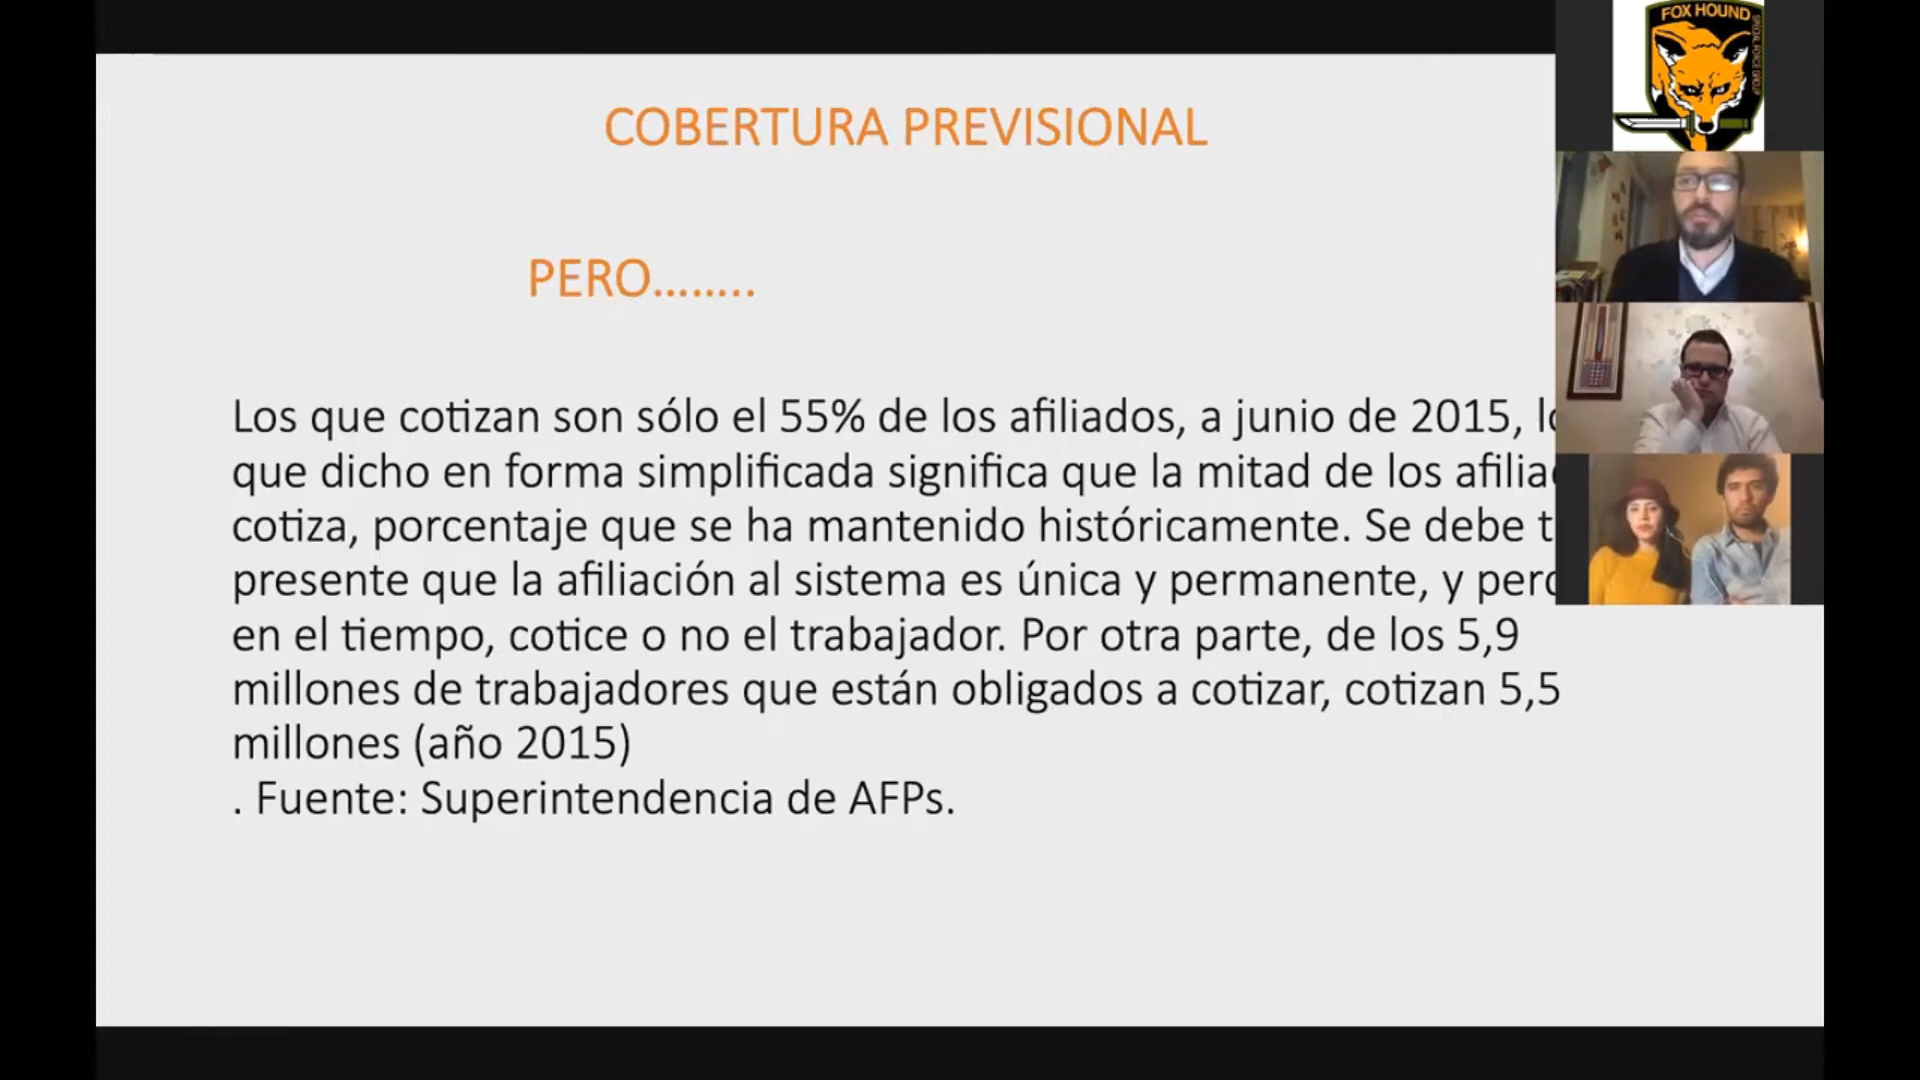 COBERTURA PREVISIONAL
PERO........
Los que cotizan son sólo el 55% de los afiliados, a junio de 2015,
que dicho en forma simplificada significa que la mitad de los
cotiza, porcentaje que se ha mantenido históricamente. Se debe
presente que la afiliación al sistema es única y permanente, y
en el tiempo, cotice o no el trabajador. Por otra parte, de los 5,9
millones de trabajadores que están obligados a cotizar, cotizan 5,5
millones (año 2015)
. Fuente: Superintendencia de AFPs.
FOX HOUND
SPECIAL FORCE GROUP